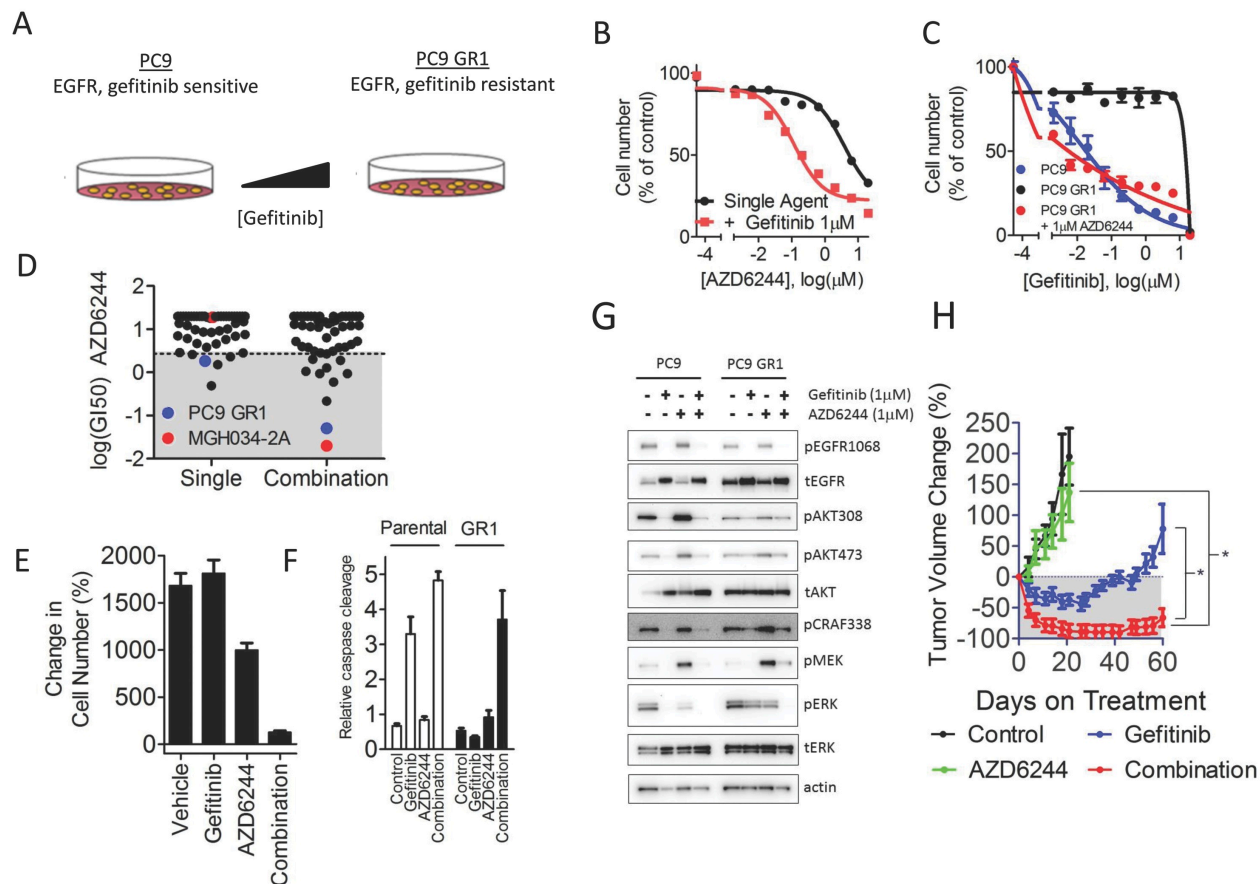 A
PC9
EGFR, gefitinib sensitive
PC9 GR1
EGFR, gefitinib resistant
[Gefitinib]
B
Cell number
(% of control)
100
50
0
-4
-2
-1
0
1
Single Agent
+ Gefitinib 1μM
[AZD6244], log(μM)
C
Cell number
(% of control)
100
50
0
-4
-2
-1
0
1
PC9
PC9 GR1
PC9 GR1
+ 1μM AZD6244
[Gefitinib], log(μM)
D
log(GI50) AZD6244
2
1
0
-1
-2
PC9 GR1
MGH034-2A
Single
Combination
E
Change in
Cell Number (%)
2000
1500
1000
500
0
Vehicle
Gefitinib
AZD6244
Combination
F
Parental
GR1
Relative caspase cleavage
5
4
3
2
1
0
Control
Gefitinib
AZD6244
Combination
Control
Gefitinib
AZD6244
Combination
G
PC9
PC9 GR1
- + - + - + - + Gefitinib (1μM)
- - + + - - + + AZD6244 (1μM)
pEGFR1068
tEGFR
pAKT308
pAKT473
tAKT
pCRAF338
pMEK
pERK
tERK
actin
H
Tumor Volume Change (%)
250
200
150
100
50
0
-50
-100
0
20
40
60
*
*
Days on Treatment
Control
Gefitinib
AZD6244
Combination